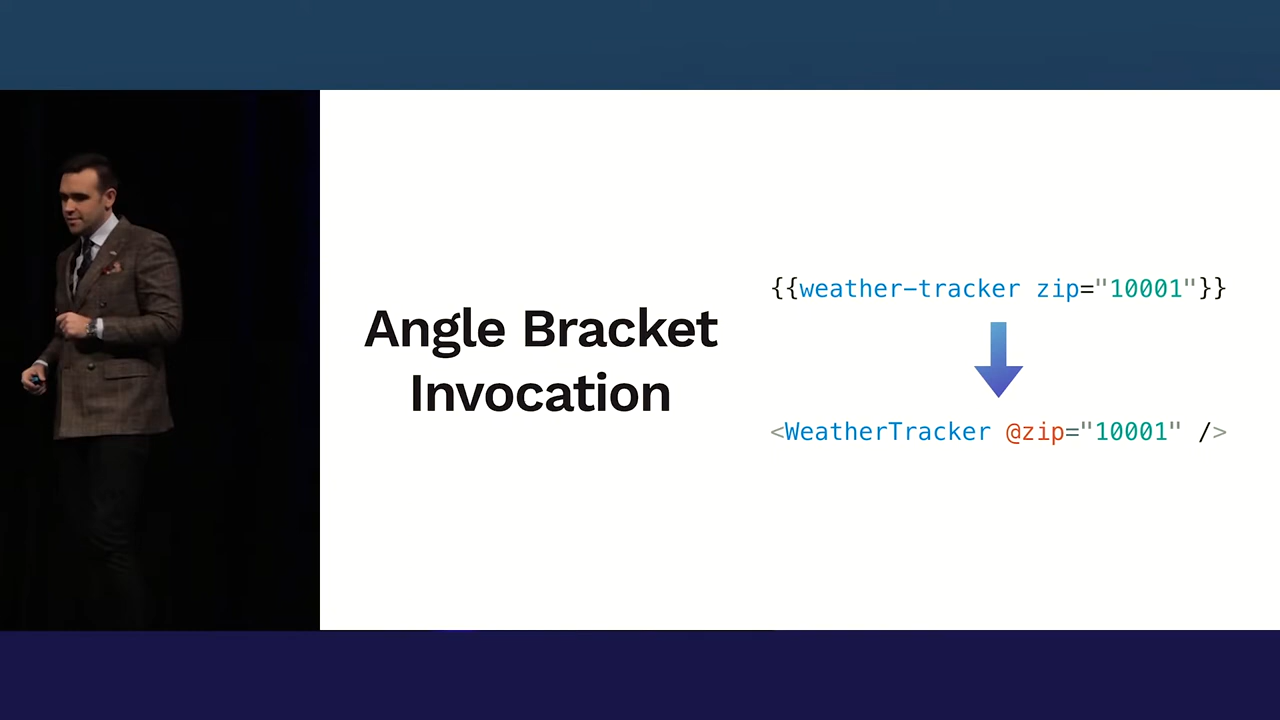 Angle Bracket
Invocation
{{weather-tracker zip="10001"}}
<WeatherTracker @zip="10001" />